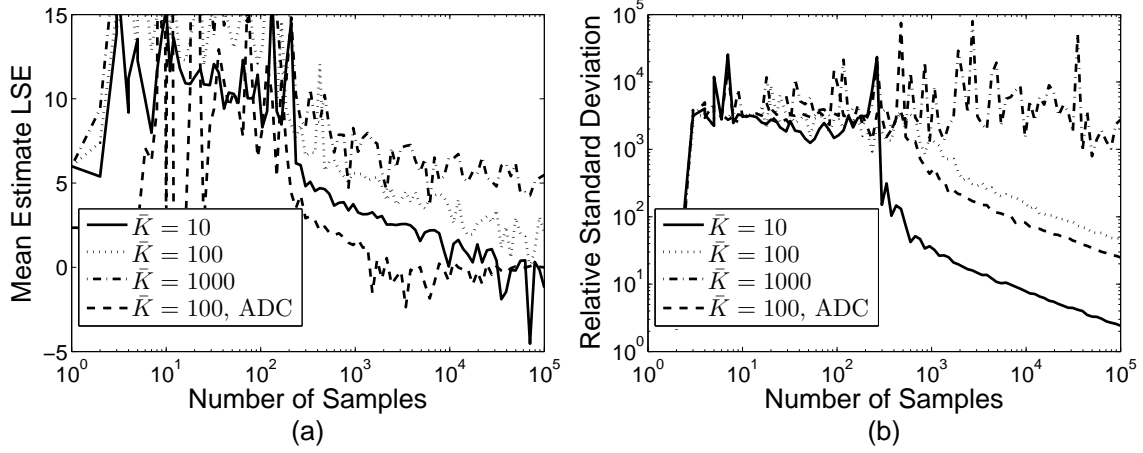 Mean Estimate LSE
15
10
5
0
−5
10^0
10^1
10^2
10^3
10^4
10^5
Number of Samples
K̄ = 10
K̄ = 100
K̄ = 1000
K̄ = 100, ADC
(a)
Relative Standard Deviation
10^5
10^4
10^3
10^2
10^1
10^0
10^0
10^1
10^2
10^3
10^4
10^5
Number of Samples
K̄ = 10
K̄ = 100
K̄ = 1000
K̄ = 100, ADC
(b)